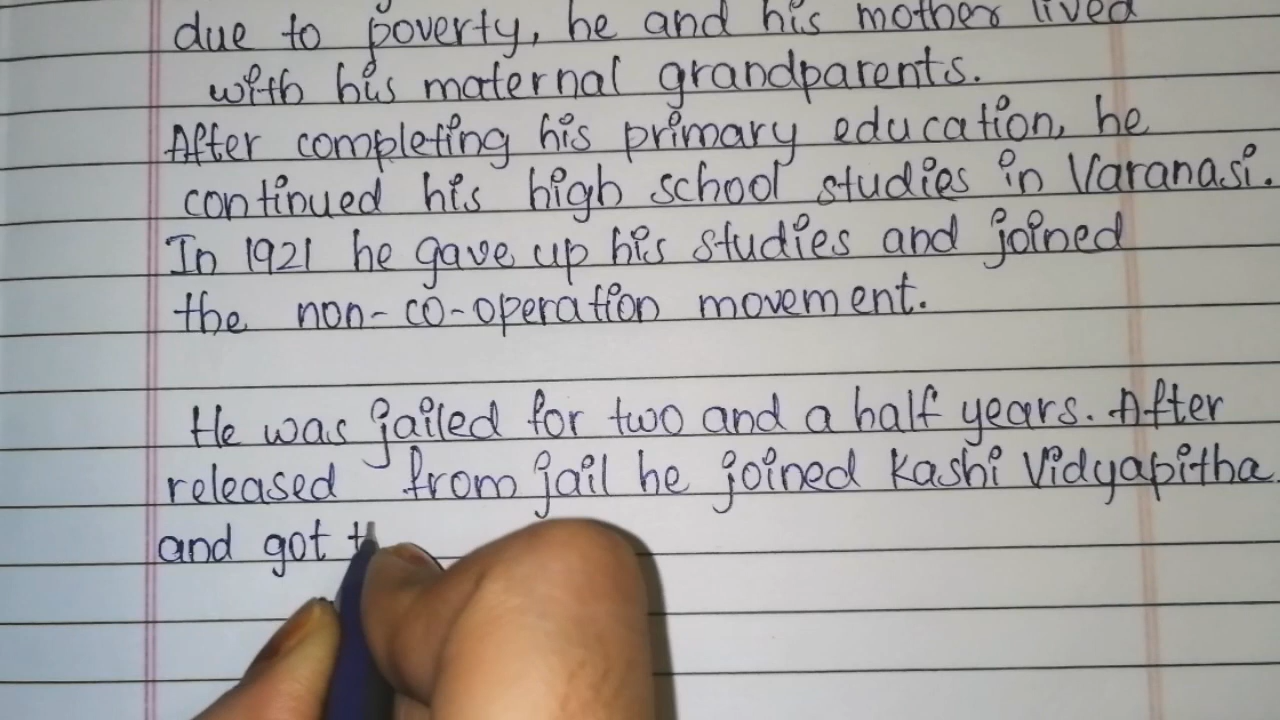 due to poverty, he and his mother lived
with his maternal grandparents.
After completing his primary education, he
continued his high school studies in Varanasi.
In 1921 he gave up his studies and joined
the non-co-operation movement.
He was jailed for two and a half years. After
released from jail he joined Kashi Vidyapitha
and got t